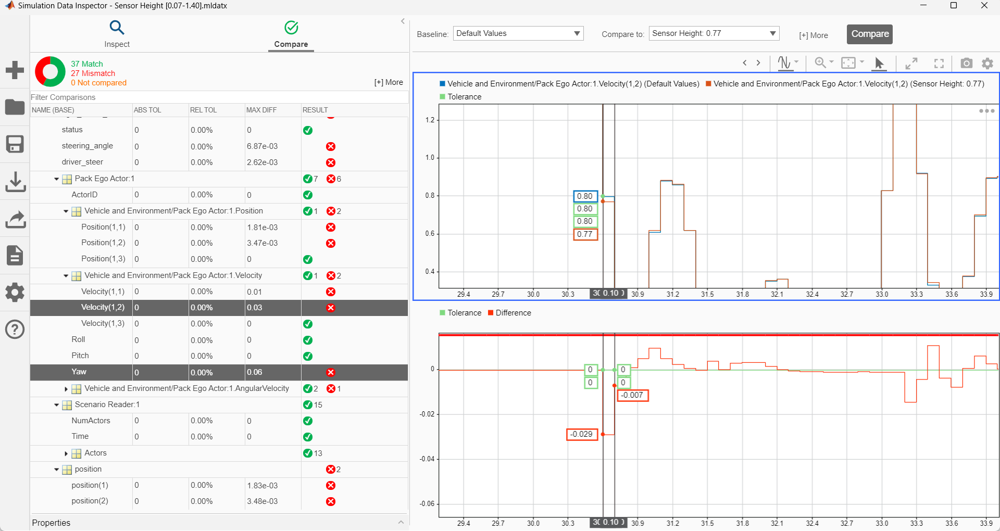 Simulation Data Inspector - Sensor Height [0.07-1.40].mldatx
Inspect
Compare
37 Match
27 Mismatch
0 Not compared
[+] More
Filter Comparisons
NAME (BASE) ABS TOL REL TOL MAX DIFF RESULT
status 0 0.00% 0
steering_angle 0 0.00% 6.87e-03
driver_steer 0 0.00% 2.62e-03
Pack Ego Actor:1 7 6
ActorID 0 0.00% 0
Vehicle and Environment/Pack Ego Actor:1.Position 1 2
Position(1,1) 0 0.00% 1.81e-03
Position(1,2) 0 0.00% 3.47e-03
Position(1,3) 0 0.00% 0
Vehicle and Environment/Pack Ego Actor:1.Velocity 1 2
Velocity(1,1) 0 0.00% 0.01
Velocity(1,2) 0 0.00% 0.03
Velocity(1,3) 0 0.00% 0
Roll 0 0.00% 0
Pitch 0 0.00% 0
Yaw 0 0.00% 0.06
Vehicle and Environment/Pack Ego Actor:1.AngularVelocity 2 1
Scenario Reader:1 15
NumActors 0 0.00% 0
Time 0 0.00% 0
Actors 13
position 2
position(1) 0 0.00% 1.83e-03
position(2) 0 0.00% 3.48e-03
Properties
Baseline: Default Values Compare to: Sensor Height: 0.77 [+] More Compare
Vehicle and Environment/Pack Ego Actor:1.Velocity(1,2) (Default Values) Vehicle and Environment/Pack Ego Actor:1.Velocity(1,2) (Sensor Height: 0.77)
Tolerance
1.2
1.0
0.8
0.6
0.4
0.80
0.80
0.80
0.77
29.4 29.7 30.0 30.3 0.10 30.9 31.2 31.5 31.8 32.1 32.4 32.7 33.0 33.3 33.6 33.9
Tolerance Difference
0
-0.02
-0.04
-0.06
0 0
0 0
-0.007
-0.029
29.4 29.7 30.0 30.3 0.10 30.9 31.2 31.5 31.8 32.1 32.4 32.7 33.0 33.3 33.6 33.9